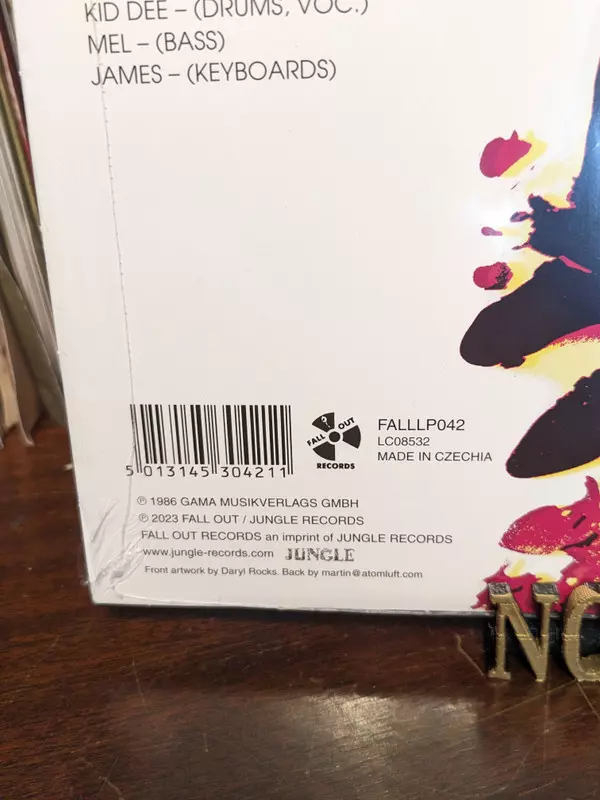 KID DEE – (DRUMS, VOC.)
MEL – (BASS)
JAMES – (KEYBOARDS)
5 013145 304211
FALL OUT
RECORDS
FALLLP042
LC08532
MADE IN CZECHIA
℗ 1986 GAMA MUSIKVERLAGS GMBH
℗ 2023 FALL OUT / JUNGLE RECORDS
FALL OUT RECORDS an imprint of JUNGLE RECORDS
www.jungle-records.com JUNGLE
Front artwork by Daryl Rocks. Back by martin@atomluft.com